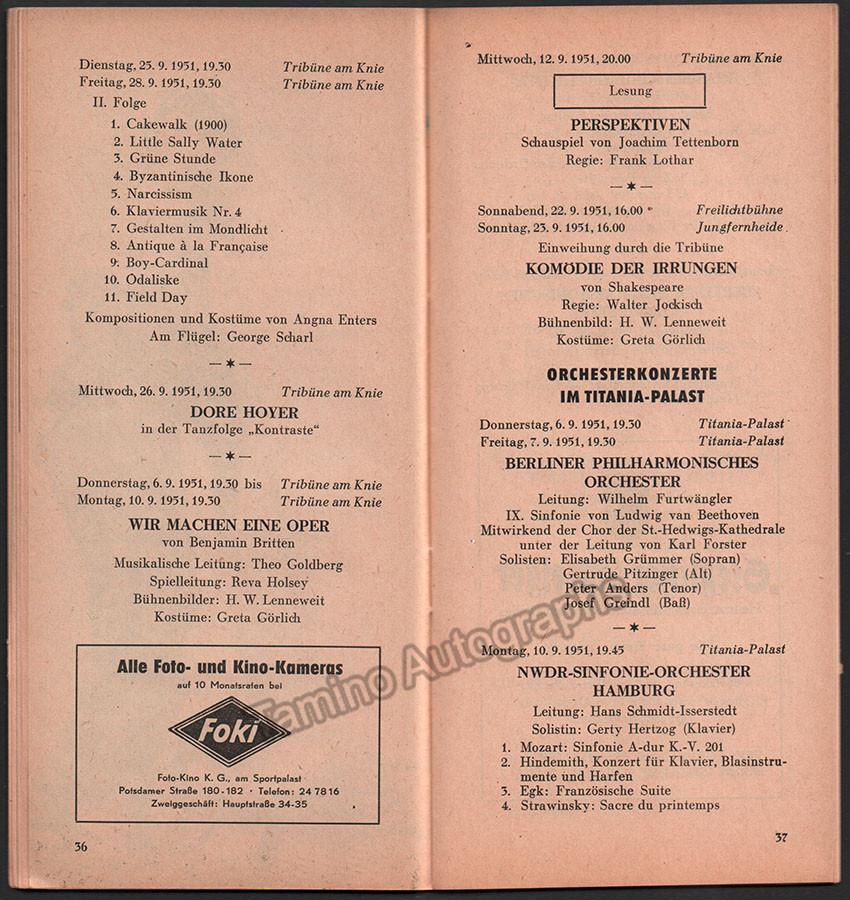 Dienstag, 25. 9. 1951, 19.30 Tribüne am Knie
Freitag, 28. 9. 1951, 19.30 Tribüne am Knie
II. Folge
1. Cakewalk (1900)
2. Little Sally Water
3. Grüne Stunde
4. Byzantinische Ikone
5. Narcissism
6. Klaviermusik Nr. 4
7. Gestalten im Mondlicht
8. Antique à la Française
9. Boy-Cardinal
10. Odaliske
11. Field Day
Kompositionen und Kostüme von Angna Enters
Am Flügel: George Scharl
Mittwoch, 26. 9. 1951, 19.30 Tribüne am Knie
DORE HOYER
in der Tanzfolge „Kontraste“
Donnerstag, 6. 9. 1951, 19.30 bis Tribüne am Knie
Montag, 10. 9. 1951, 19.30 Tribüne am Knie
WIR MACHEN EINE OPER
von Benjamin Britten
Musikalische Leitung: Theo Goldberg
Spielleitung: Reva Holsey
Bühnenbilder: H. W. Lenneweit
Kostüme: Greta Görlich
Alle Foto- und Kino-Kameras
auf 10 Monatsraten bei
Foki
Foto-Kino K. G., am Sportpalast
Potsdamer Straße 180-182 · Telefon: 24 78 16
Zweiggeschäft: Hauptstraße 34-35
36
Mittwoch, 12. 9. 1951, 20.00 Tribüne am Knie
Lesung
PERSPEKTIVEN
Schauspiel von Joachim Tettenborn
Regie: Frank Lothar
Sonnabend, 22. 9. 1951, 16.00 Freilichtbühne
Sonntag, 23. 9. 1951, 16.00 Jungfernheide
Einweihung durch die Tribüne
KOMÖDIE DER IRRUNGEN
von Shakespeare
Regie: Walter Jockisch
Bühnenbild: H. W. Lenneweit
Kostüme: Greta Görlich
ORCHESTERKONZERTE
IM TITANIA-PALAST
Donnerstag, 6. 9. 1951, 19.30 Titania-Palast
Freitag, 7. 9. 1951, 19.30 Titania-Palast
BERLINER PHILHARMONISCHES
ORCHESTER
Leitung: Wilhelm Furtwängler
IX. Sinfonie von Ludwig van Beethoven
Mitwirkend der Chor der St.-Hedwigs-Kathedrale
unter der Leitung von Karl Forster
Solisten: Elisabeth Grümmer (Sopran)
Gertrude Pitzinger (Alt)
Peter Anders (Tenor)
Josef Greindl (Baß)
Montag, 10. 9. 1951, 19.45 Titania-Palast
NWDR-SINFONIE-ORCHESTER
HAMBURG
Leitung: Hans Schmidt-Isserstedt
Solistin: Gerty Hertzog (Klavier)
1. Mozart: Sinfonie A-dur K.-V. 201
2. Hindemith, Konzert für Klavier, Blasinstru-
mente und Harfen
3. Egk: Französische Suite
4. Strawinsky: Sacre du printemps
37
Tamino Autographs